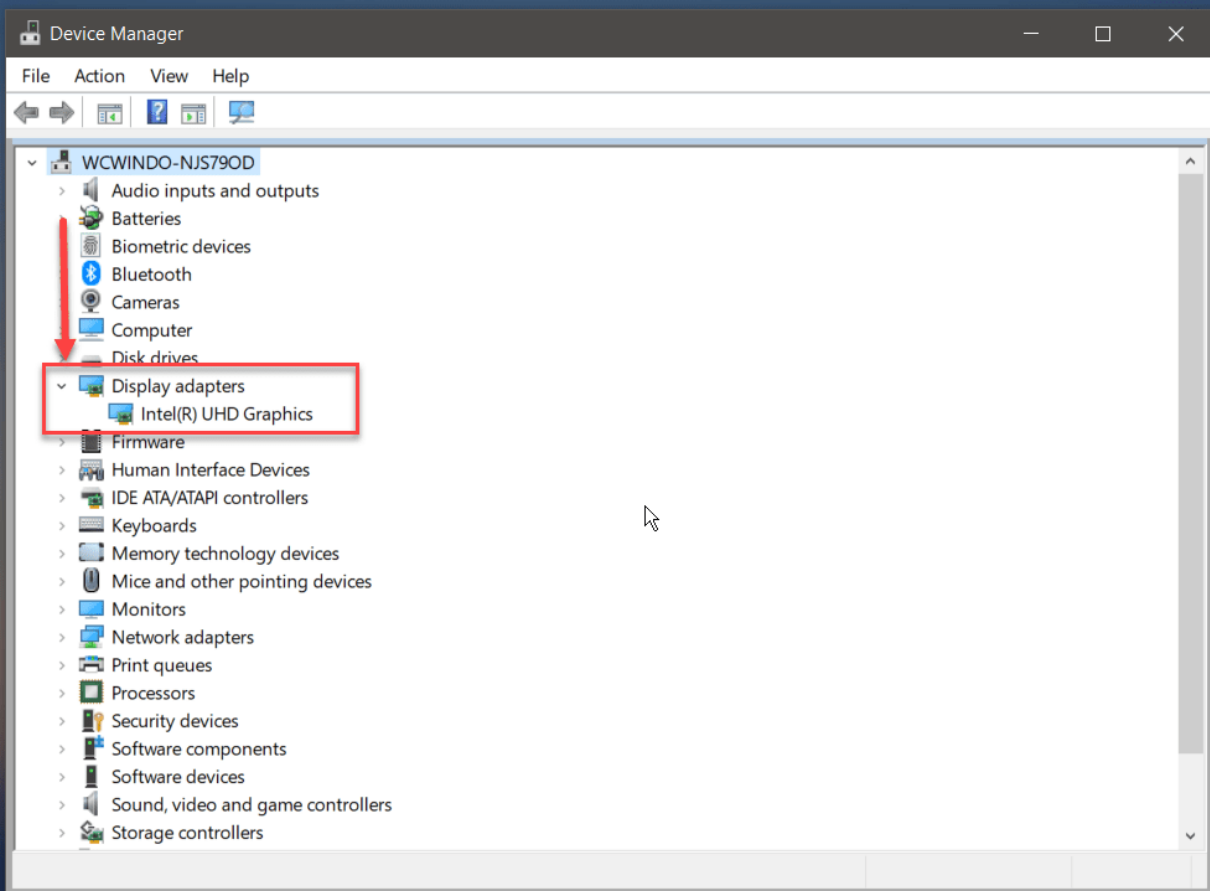 Device Manager
File Action View Help
WCWINDO-NJS79OD
Audio inputs and outputs
Batteries
Biometric devices
Bluetooth
Cameras
Computer
Disk drives
Display adapters
Intel(R) UHD Graphics
Firmware
Human Interface Devices
IDE ATA/ATAPI controllers
Keyboards
Memory technology devices
Mice and other pointing devices
Monitors
Network adapters
Print queues
Processors
Security devices
Software components
Software devices
Sound, video and game controllers
Storage controllers